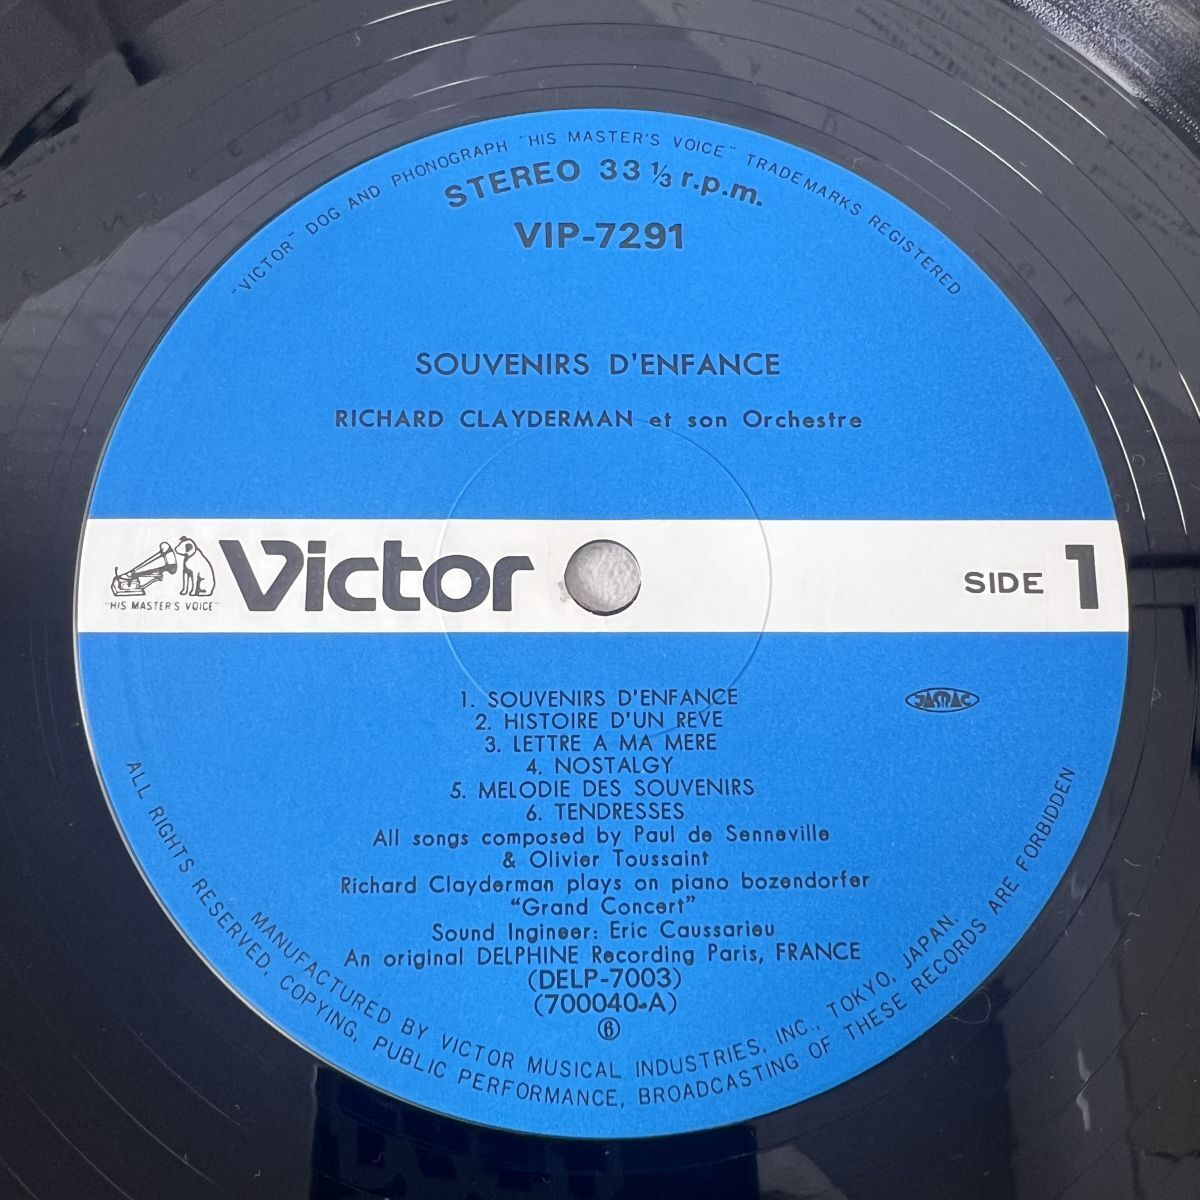 "VICTOR" DOG AND PHONOGRAPH "HIS MASTER'S VOICE" TRADEMARKS REGISTERED
STEREO 33 1/3 r.p.m.
VIP-7291
SOUVENIRS D'ENFANCE
RICHARD CLAYDERMAN et son Orchestre
"HIS MASTER'S VOICE"
Victor
SIDE 1
1. SOUVENIRS D'ENFANCE
2. HISTOIRE D'UN REVE
3. LETTRE A MA MERE
4. NOSTALGY
5. MELODIE DES SOUVENIRS
6. TENDRESSES
JASRAC
All songs composed by Paul de Senneville
& Olivier Toussaint
Richard Clayderman plays on piano bozendorfer
"Grand Concert"
Sound Ingineer: Eric Caussarieu
An original DELPHINE Recording Paris, FRANCE
(DELP-7003)
(700040-A)
⑥
MANUFACTURED BY VICTOR MUSICAL INDUSTRIES, INC., TOKYO, JAPAN.
ALL RIGHTS RESERVED, COPYING, PUBLIC PERFORMANCE, BROADCASTING OF THESE RECORDS ARE FORBIDDEN